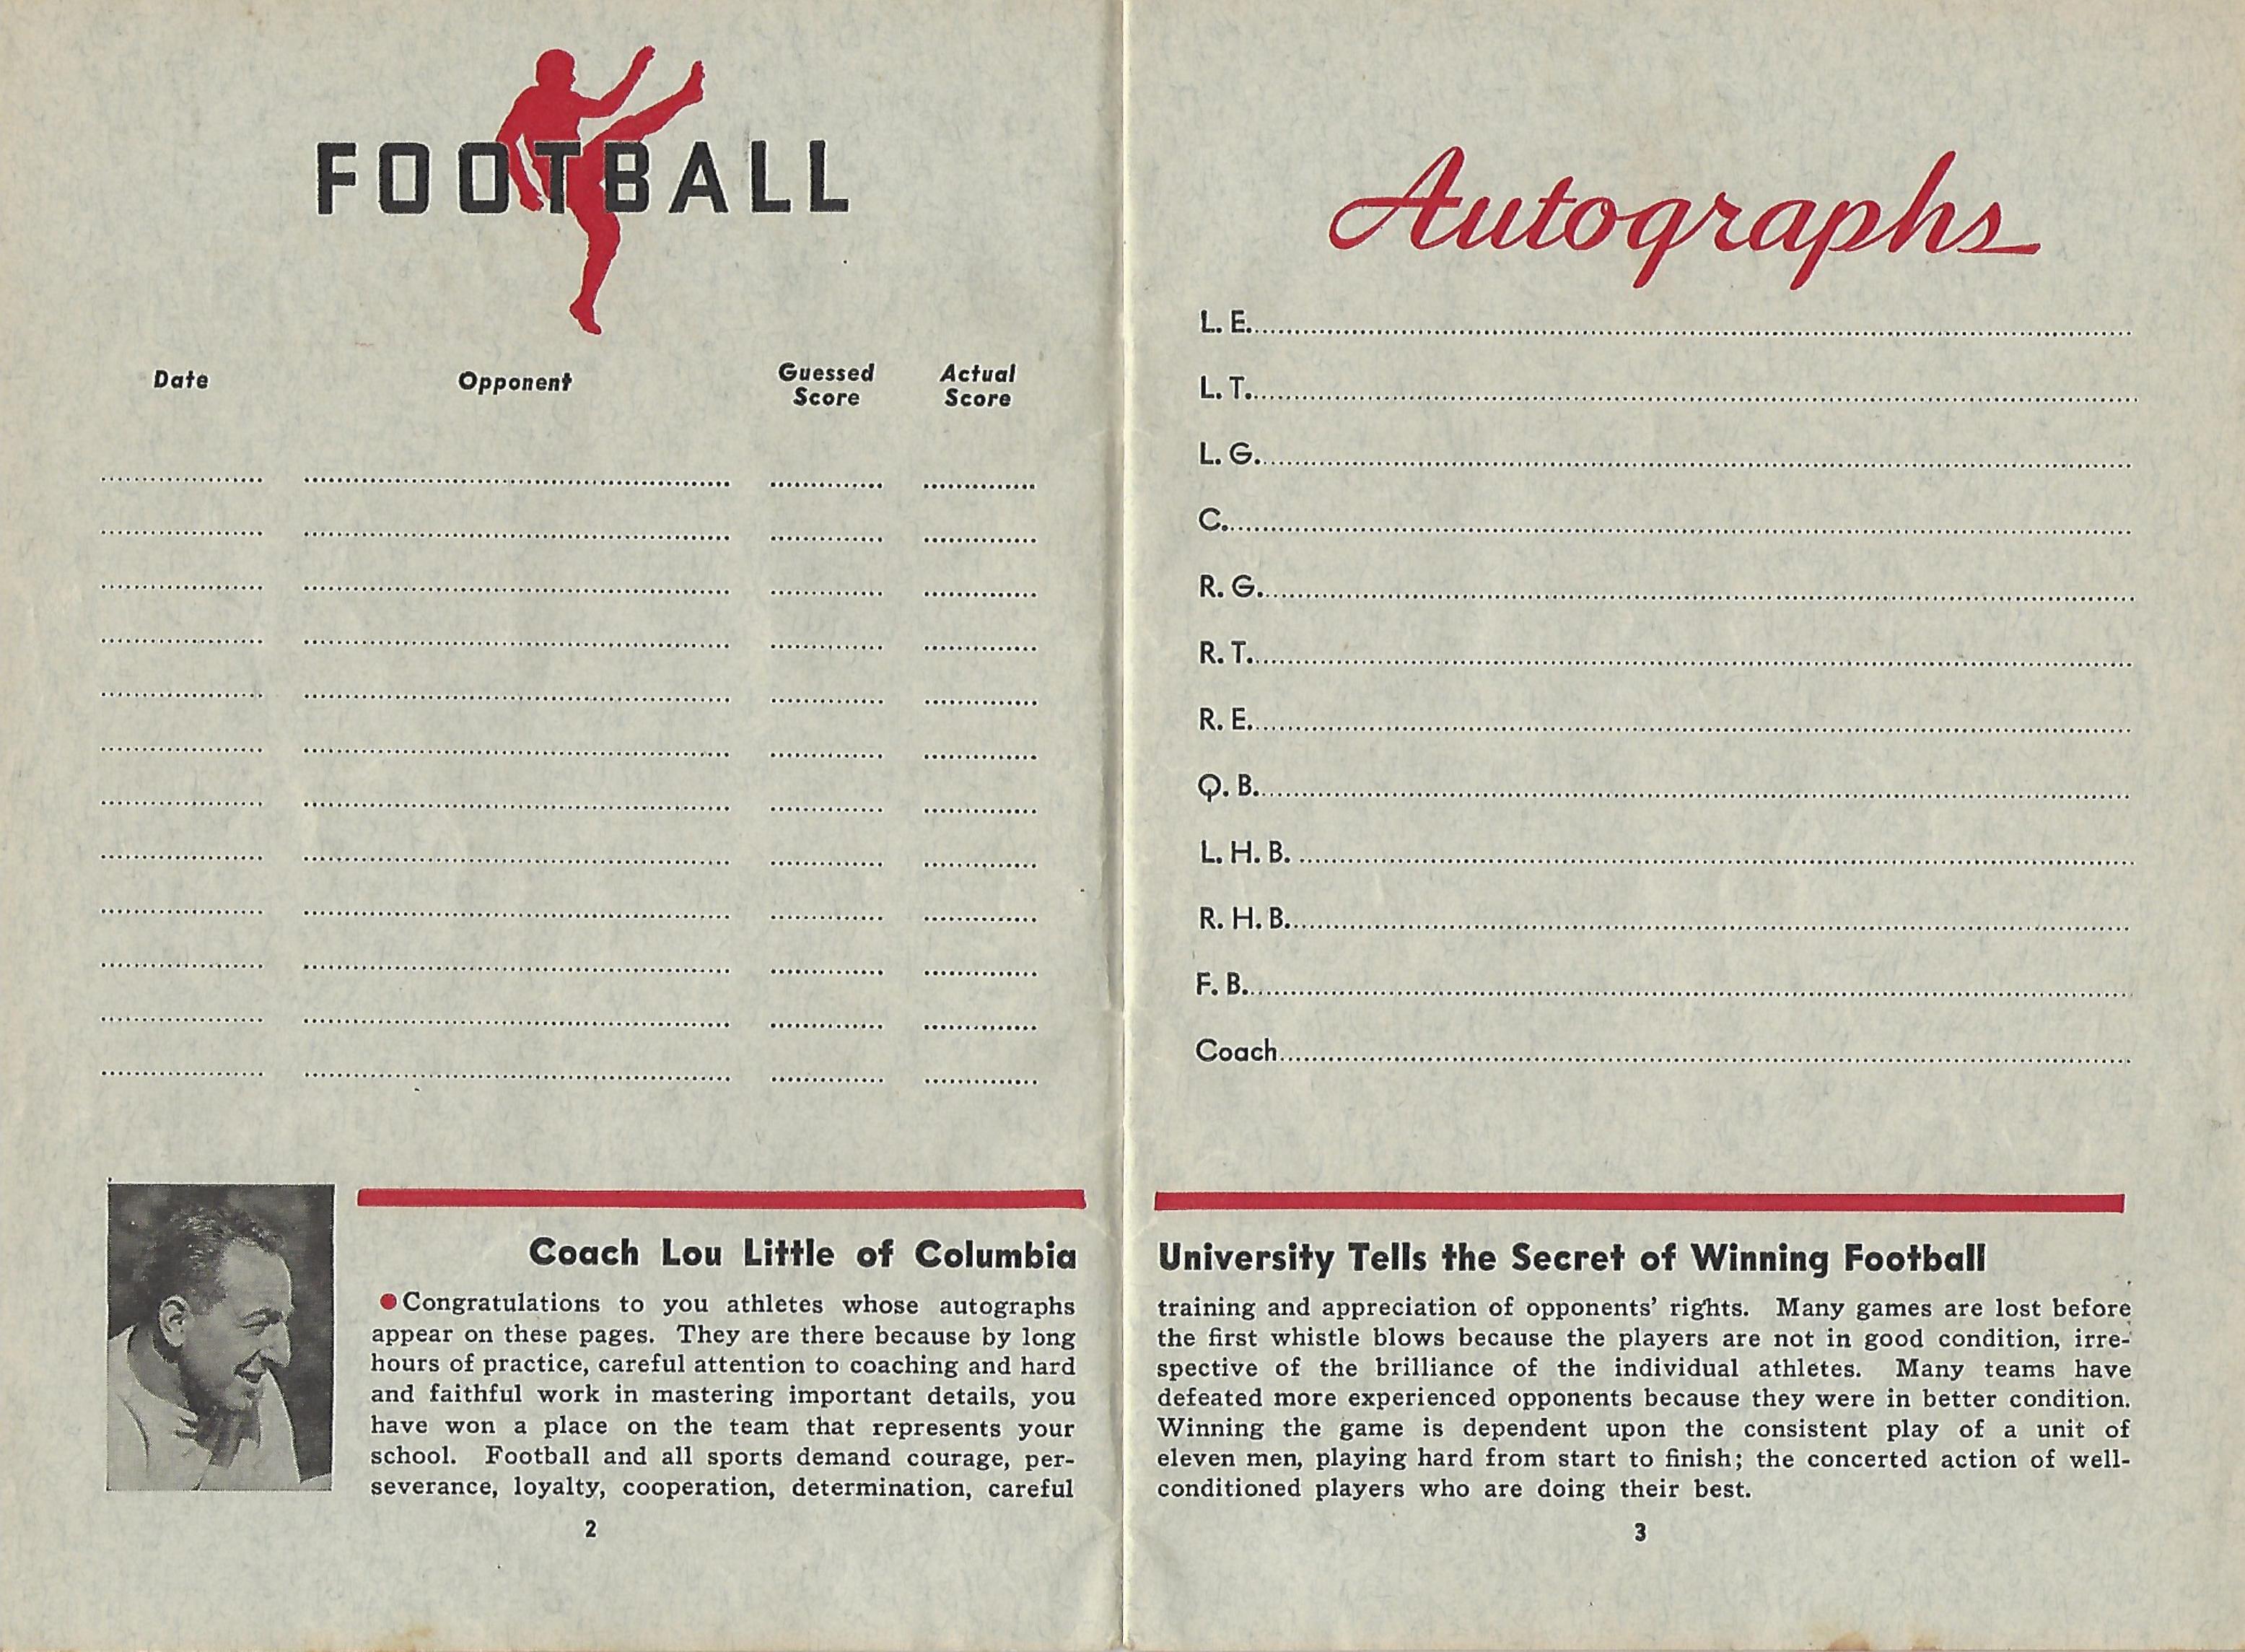 FOOTBALL
Date Opponent Guessed Score Actual Score
Coach Lou Little of Columbia
Congratulations to you athletes whose autographs
appear on these pages. They are there because by long
hours of practice, careful attention to coaching and hard
and faithful work in mastering important details, you
have won a place on the team that represents your
school. Football and all sports demand courage, per-
severance, loyalty, cooperation, determination, careful
2
Autographs
L. E.
L. T.
L. G.
C.
R. G.
R. T.
R. E.
Q. B.
L. H. B.
R. H. B.
F. B.
Coach
University Tells the Secret of Winning Football
training and appreciation of opponents' rights. Many games are lost before
the first whistle blows because the players are not in good condition, irre-
spective of the brilliance of the individual athletes. Many teams have
defeated more experienced opponents because they were in better condition.
Winning the game is dependent upon the consistent play of a unit of
eleven men, playing hard from start to finish; the concerted action of well-
conditioned players who are doing their best.
3